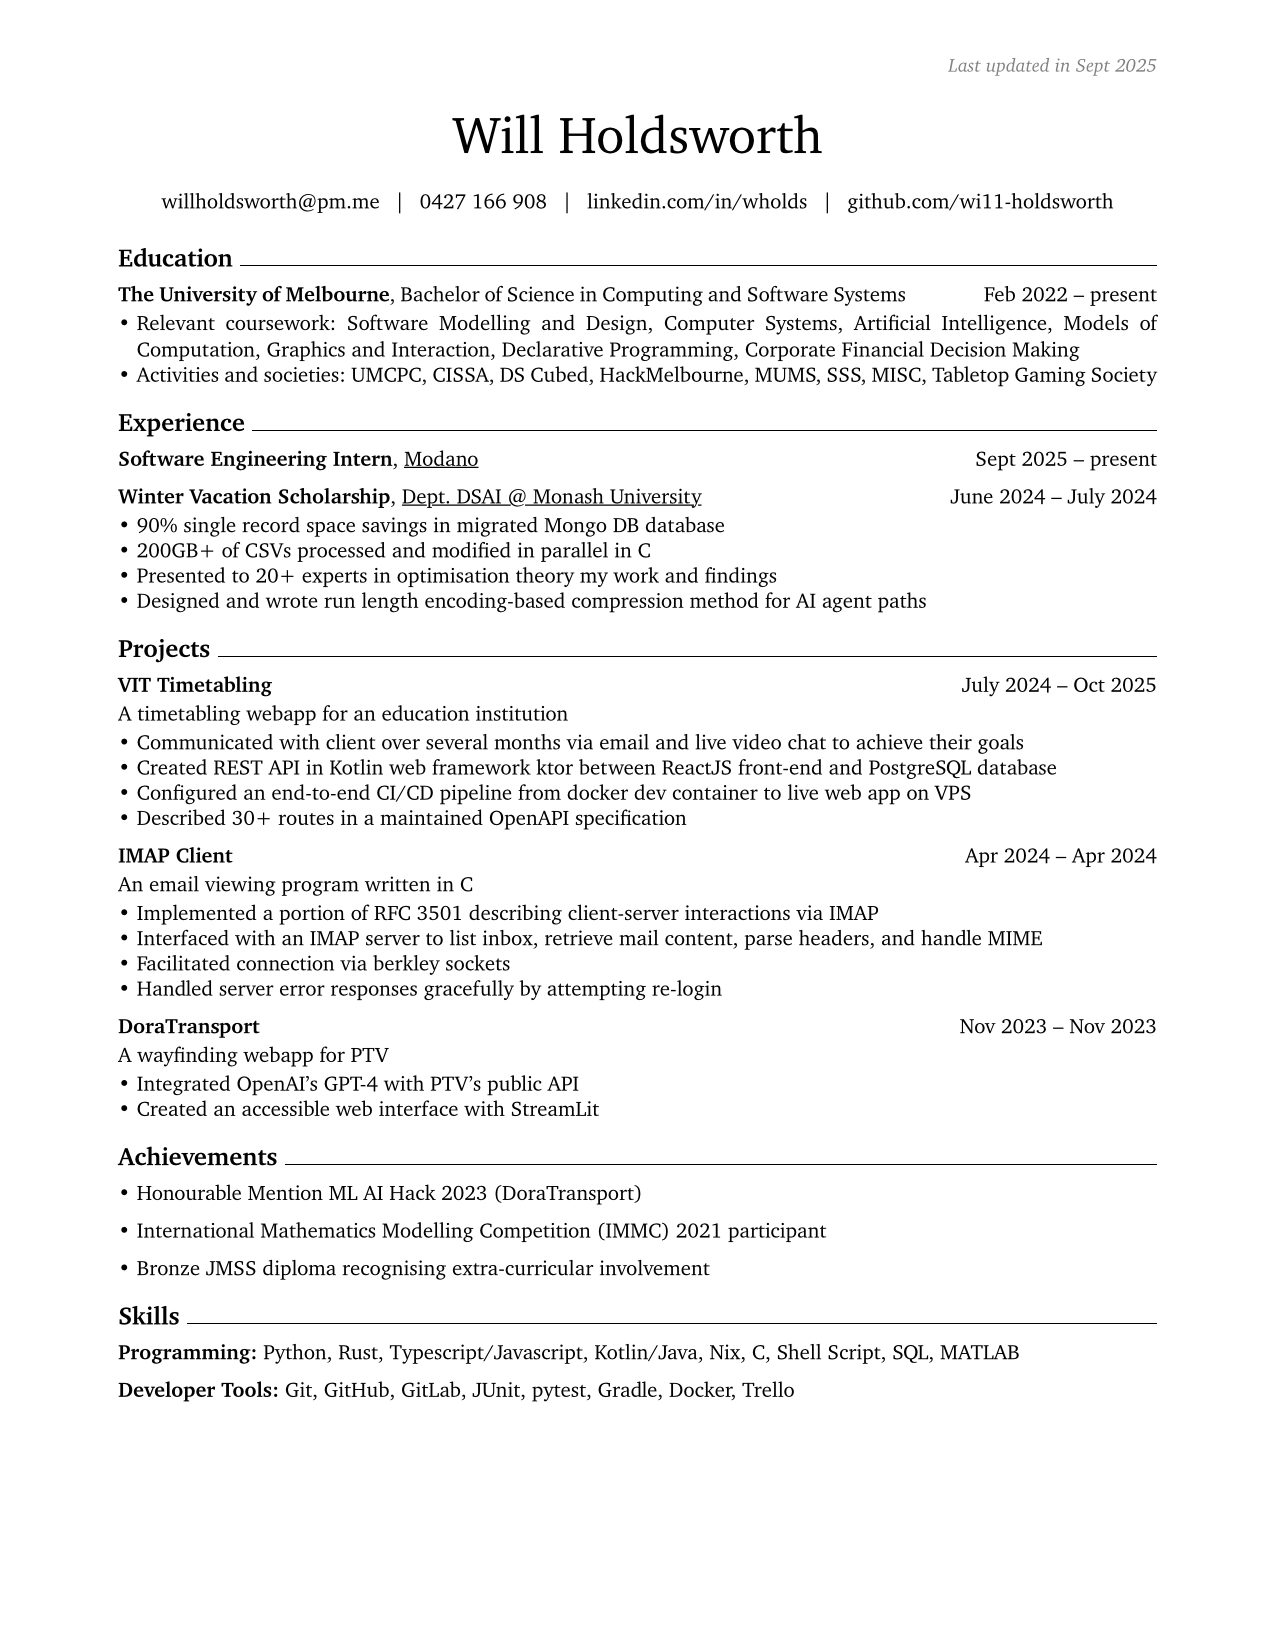 Last updated in Sept 2025
Will Holdsworth
willholdsworth@pm.me | 0427 166 908 | linkedin.com/in/wholds | github.com/wi11-holdsworth
Education
The University of Melbourne, Bachelor of Science in Computing and Software Systems Feb 2022 – present
• Relevant coursework: Software Modelling and Design, Computer Systems, Artificial Intelligence, Models of
Computation, Graphics and Interaction, Declarative Programming, Corporate Financial Decision Making
• Activities and societies: UMCPC, CISSA, DS Cubed, HackMelbourne, MUMS, SSS, MISC, Tabletop Gaming Society
Experience
Software Engineering Intern, Modano Sept 2025 – present
Winter Vacation Scholarship, Dept. DSAI @ Monash University June 2024 – July 2024
• 90% single record space savings in migrated Mongo DB database
• 200GB+ of CSVs processed and modified in parallel in C
• Presented to 20+ experts in optimisation theory my work and findings
• Designed and wrote run length encoding-based compression method for AI agent paths
Projects
VIT Timetabling July 2024 – Oct 2025
A timetabling webapp for an education institution
• Communicated with client over several months via email and live video chat to achieve their goals
• Created REST API in Kotlin web framework ktor between ReactJS front-end and PostgreSQL database
• Configured an end-to-end CI/CD pipeline from docker dev container to live web app on VPS
• Described 30+ routes in a maintained OpenAPI specification
IMAP Client Apr 2024 – Apr 2024
An email viewing program written in C
• Implemented a portion of RFC 3501 describing client-server interactions via IMAP
• Interfaced with an IMAP server to list inbox, retrieve mail content, parse headers, and handle MIME
• Facilitated connection via berkley sockets
• Handled server error responses gracefully by attempting re-login
DoraTransport Nov 2023 – Nov 2023
A wayfinding webapp for PTV
• Integrated OpenAI's GPT-4 with PTV's public API
• Created an accessible web interface with StreamLit
Achievements
• Honourable Mention ML AI Hack 2023 (DoraTransport)
• International Mathematics Modelling Competition (IMMC) 2021 participant
• Bronze JMSS diploma recognising extra-curricular involvement
Skills
Programming: Python, Rust, Typescript/Javascript, Kotlin/Java, Nix, C, Shell Script, SQL, MATLAB
Developer Tools: Git, GitHub, GitLab, JUnit, pytest, Gradle, Docker, Trello